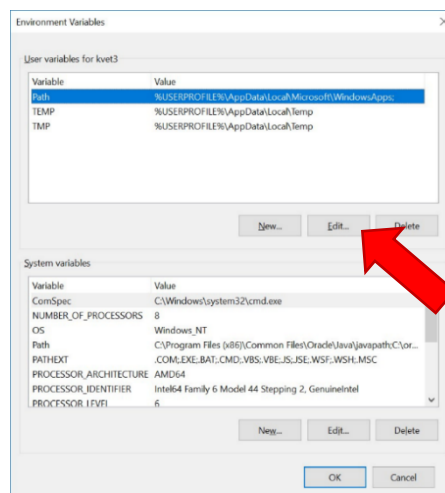 Environment Variables
User variables for kvet3
Variable Value
Path %USERPROFILE%\AppData\Local\Microsoft\WindowsApps;
TEMP %USERPROFILE%\AppData\Local\Temp
TMP %USERPROFILE%\AppData\Local\Temp
New... Edit... Delete
System variables
Variable Value
ComSpec C:\Windows\system32\cmd.exe
NUMBER_OF_PROCESSORS 8
OS Windows_NT
Path C:\Program Files (x86)\Common Files\Oracle\Java\javapath;C:\or...
PATHEXT .COM;.EXE;.BAT;.CMD;.VBS;.VBE;.JS;.JSE;.WSF;.WSH;.MSC
PROCESSOR_ARCHITECTURE AMD64
PROCESSOR_IDENTIFIER Intel64 Family 6 Model 44 Stepping 2, GenuineIntel
PROCESSOR_LEVEL 6
New... Edit... Delete
OK Cancel